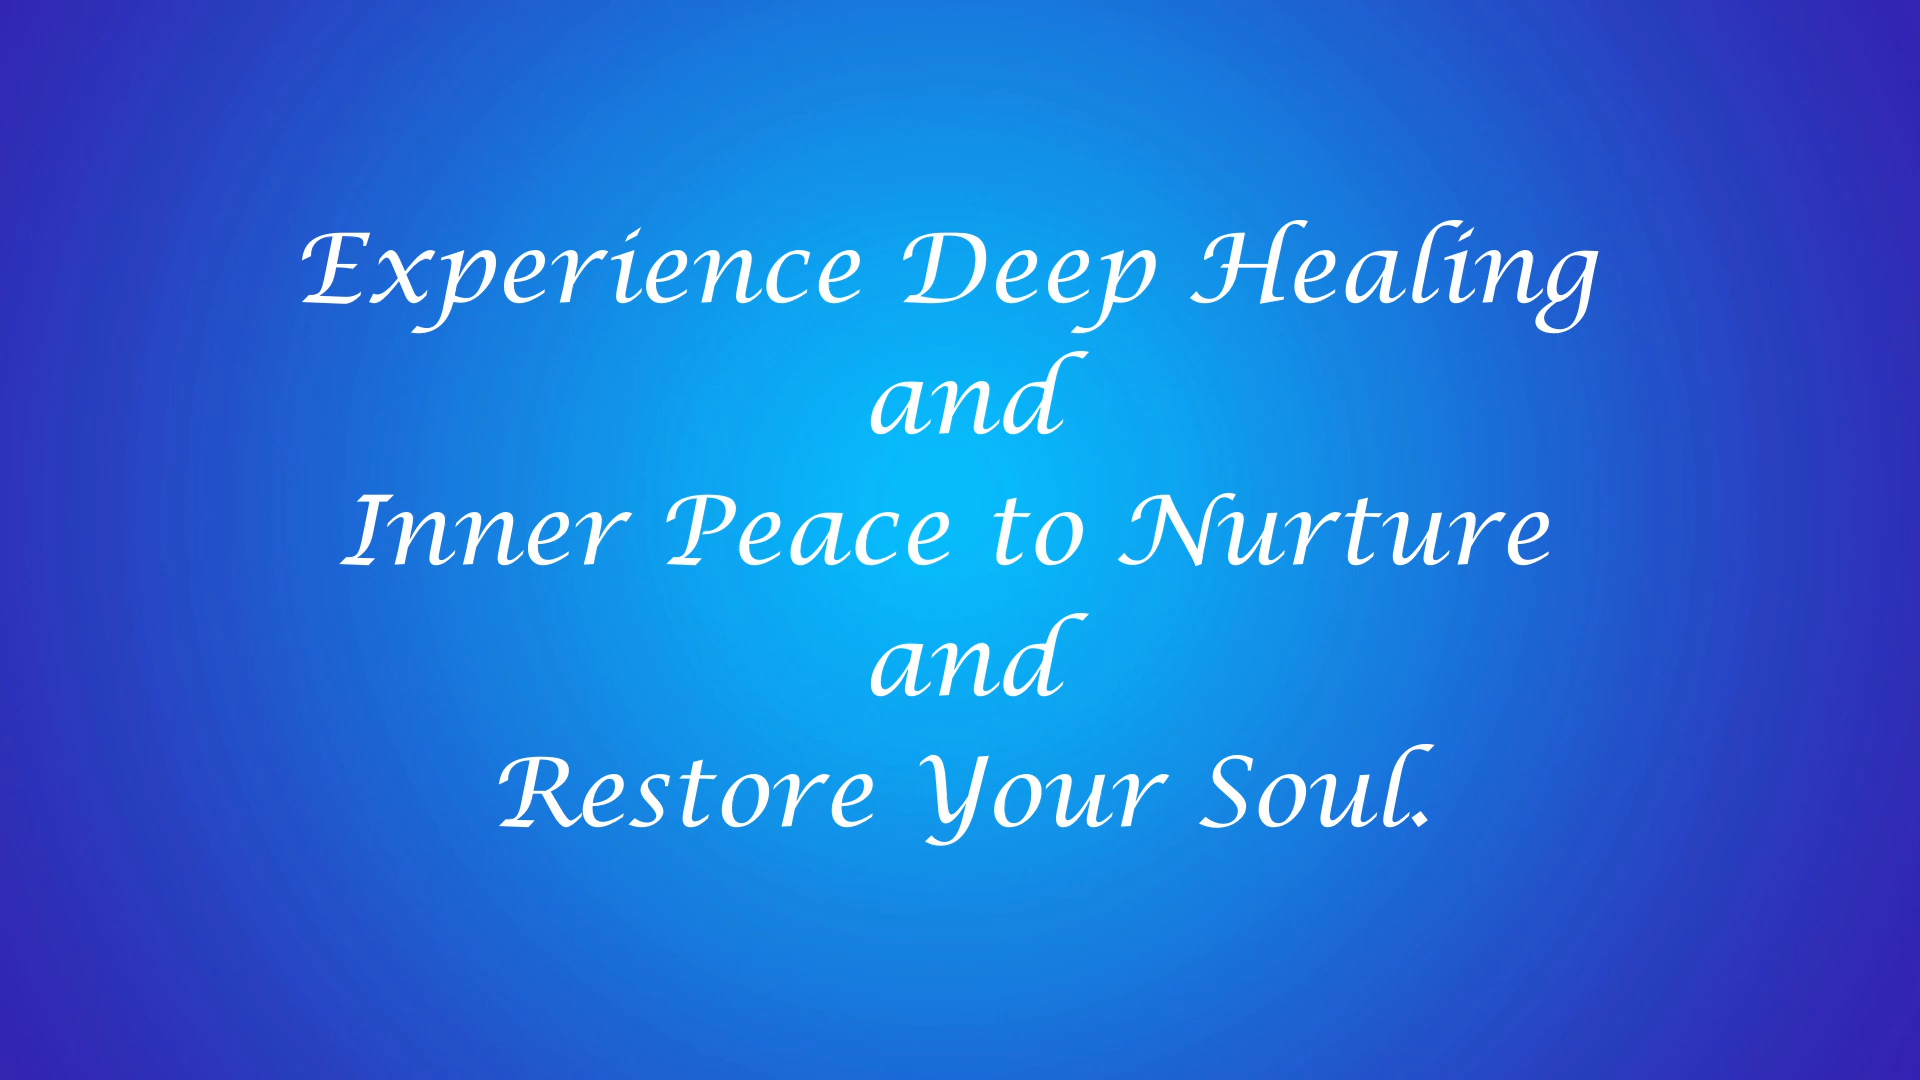 Experience Deep Healing
and
Inner Peace to Nurture
and
Restore Your Soul.